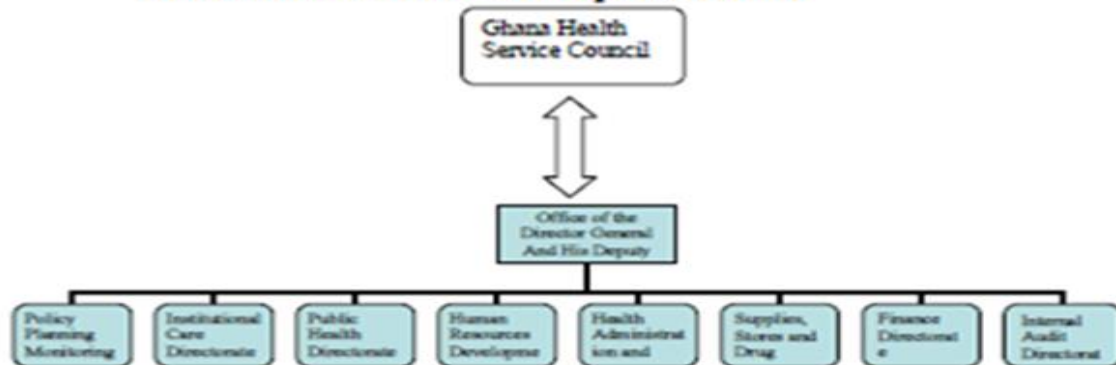 Ghana Health
Service Council
Office of the
Director General
And His Deputy
Policy
Planning
Monitoring
Institutional
Care
Directorate
Public
Health
Directorate
Human
Resources
Developme
Health
Administrat
ion and
Supplies,
Stores and
Drug
Finance
Directorat
e
Internal
Audit
Directorat